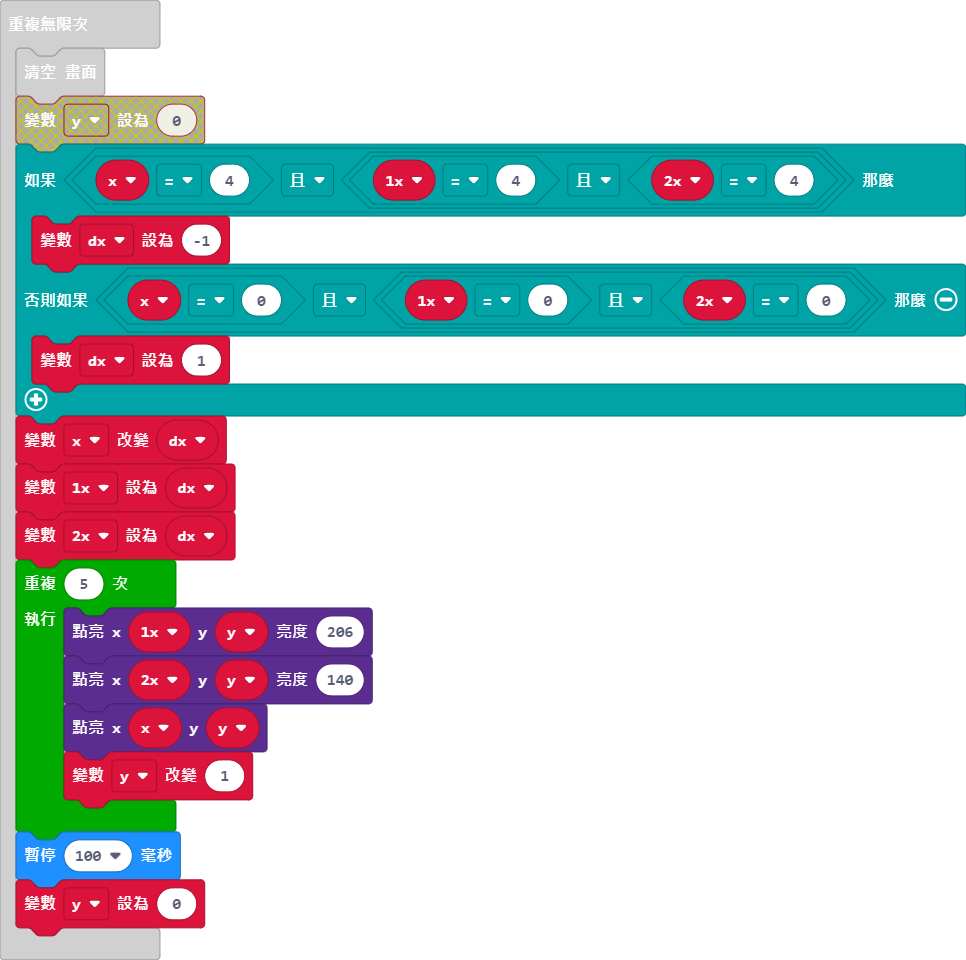 重複無限次
清空 畫面
變數 y 設為 0
如果 x = 4 且 1x = 4 且 2x = 4 那麼
變數 dx 設為 -1
否則如果 x = 0 且 1x = 0 且 2x = 0 那麼
變數 dx 設為 1
變數 x 改變 dx
變數 1x 設為 dx
變數 2x 設為 dx
重複 5 次
執行
點亮 x 1x y y 亮度 206
點亮 x 2x y y 亮度 140
點亮 x x y y
變數 y 改變 1
暫停 100 毫秒
變數 y 設為 0